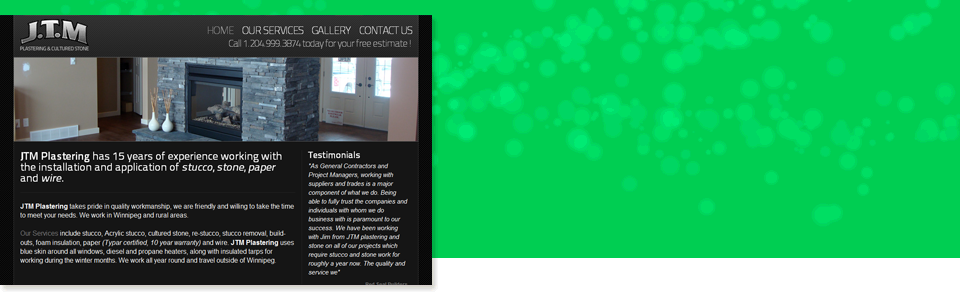 J.T.M
PLASTERING & CULTURED STONE
HOME OUR SERVICES GALLERY CONTACT US
Call 1.204.999.3874 today for your free estimate !
JTM Plastering has 15 years of experience working with
the installation and application of stucco, stone, paper
and wire.
JTM Plastering takes pride in quality workmanship, we are friendly and willing to take the time
to meet your needs. We work in Winnipeg and rural areas.
Our Services include stucco, Acrylic stucco, cultured stone, re-stucco, stucco removal, build-
outs, foam insulation, paper (Typar certified, 10 year warranty) and wire. JTM Plastering uses
blue skin around all windows, diesel and propane heaters, along with insulated tarps for
working during the winter months. We work all year round and travel outside of Winnipeg.
Testimonials
"As General Contractors and
Project Managers, working with
suppliers and trades is a major
component of what we do. Being
able to fully trust the companies and
individuals with whom we do
business with is paramount to our
success. We have been working
with Jim from JTM plastering and
stone on all of our projects which
require stucco and stone work for
roughly a year now. The quality and
service we"